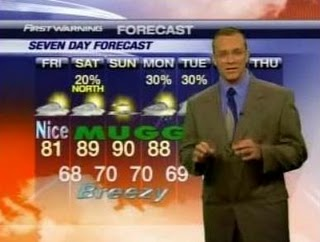 FIRST WARNING FORECAST
SEVEN DAY FORECAST
FRI SAT SUN MON TUE THU
20% 30% 30%
NORTH
Nice MUGG
81 89 90 88
68 70 70 69
Breezy